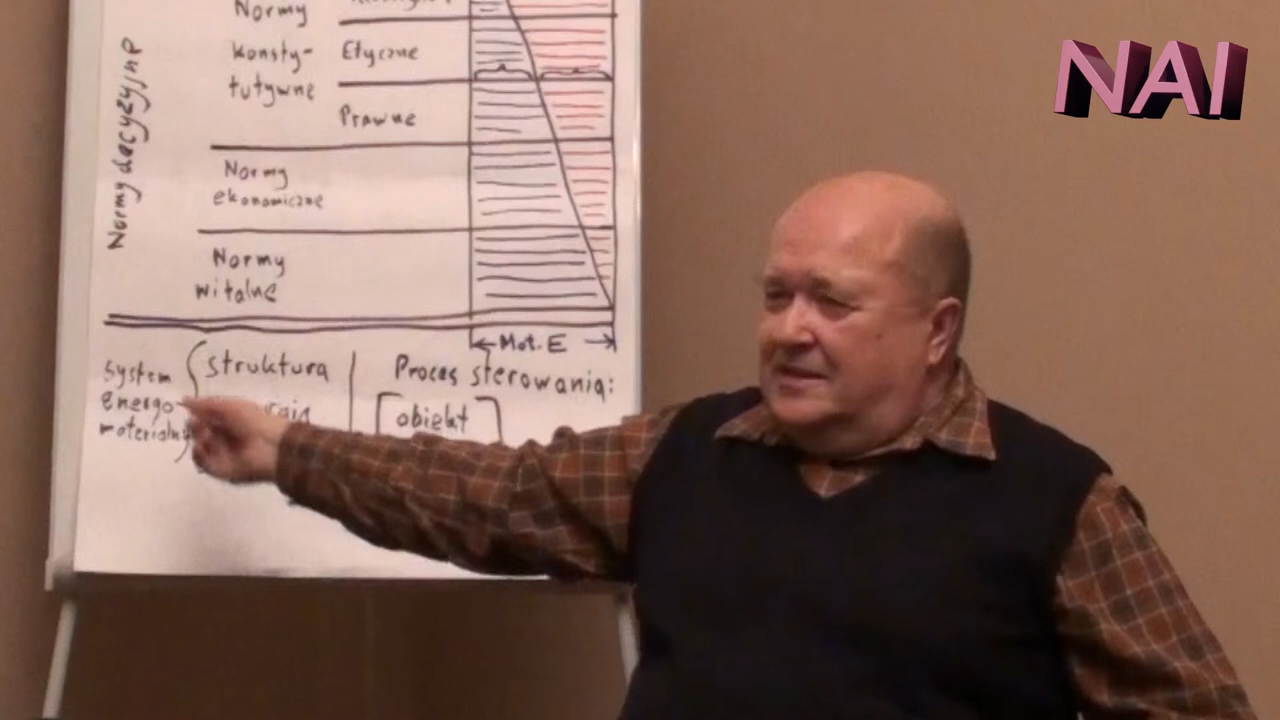 NAI
Normy decyzyjne
Normy
konsty-
tutywne
Etyczne
Prawne
Normy
ekonomiczne
Normy
witalne
Mot. E
System
energo
materialny
struktura
Proces sterowania:
obiekt